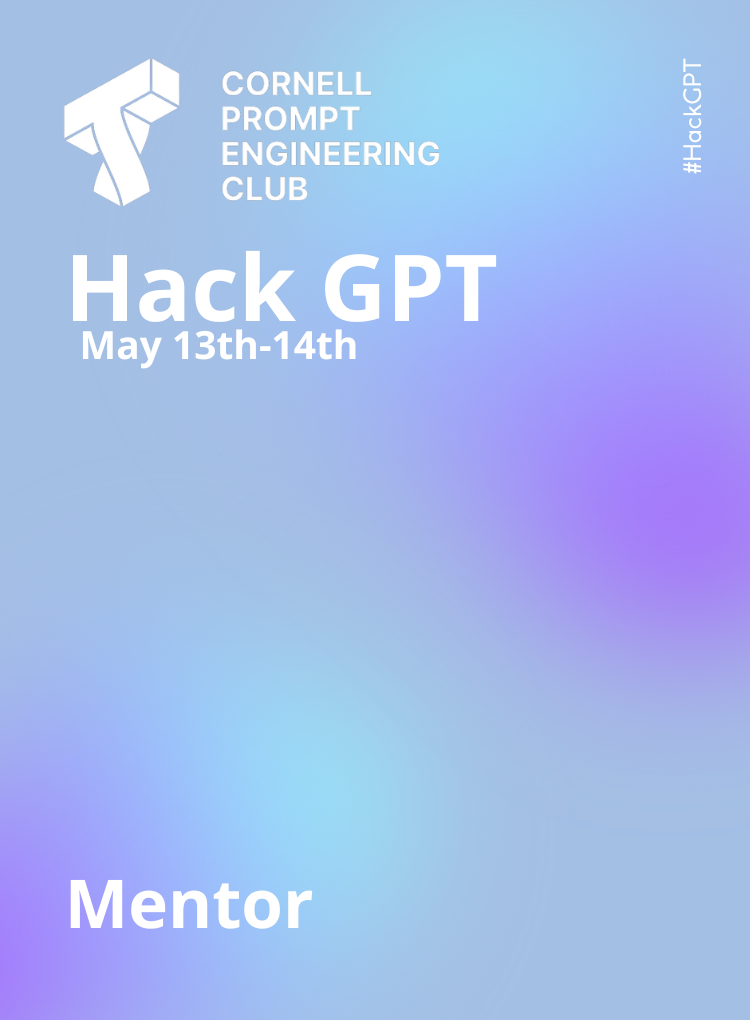 CORNELL
PROMPT
ENGINEERING
CLUB
#HackGPT
Hack GPT
May 13th-14th
Mentor